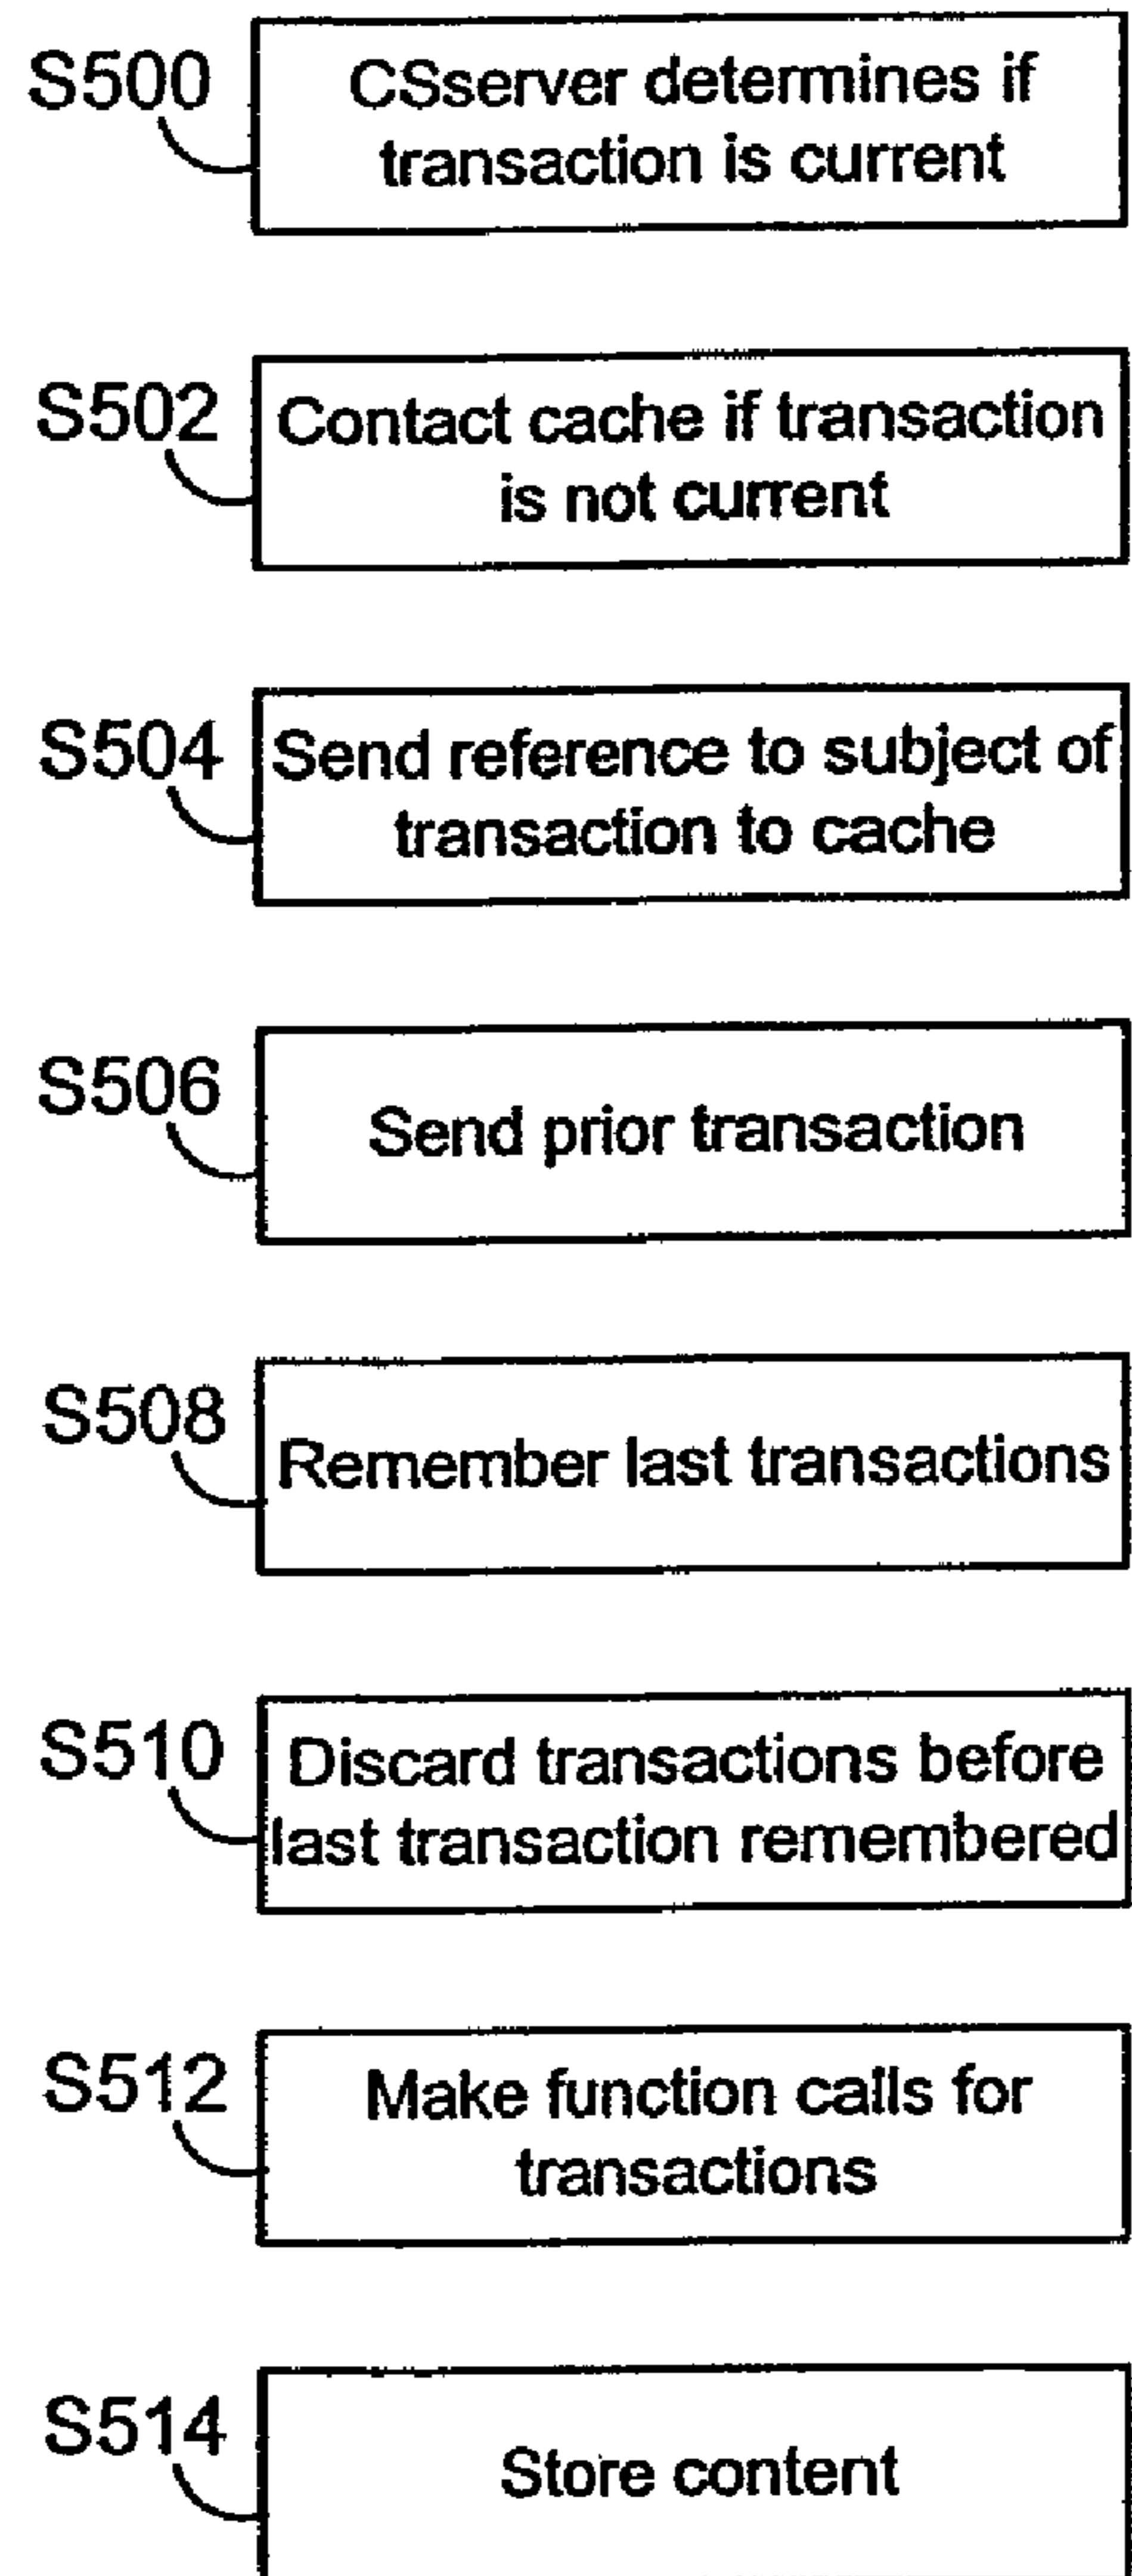 S500
CSserver determines if
transaction is current
S502
Contact cache if transaction
is not current
S504
Send reference to subject of
transaction to cache
S506
Send prior transaction
S508
Remember last transactions
S510
Discard transactions before
last transaction remembered
S512
Make function calls for
transactions
S514
Store content